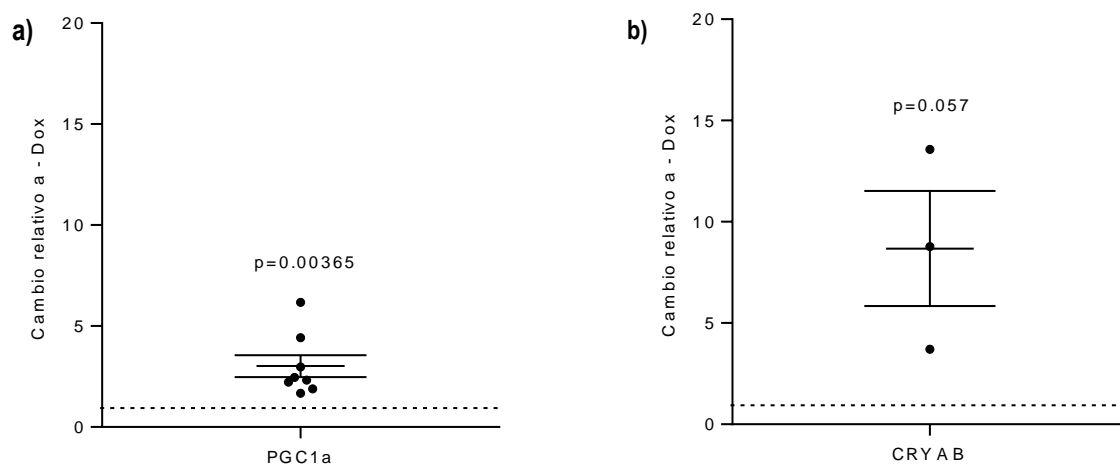 a)
Cambio relativo a - Dox
20
15
10
5
0
p=0.00365
PGC1a
b)
Cambio relativo a - Dox
20
15
10
5
0
p=0.057
CRYAB